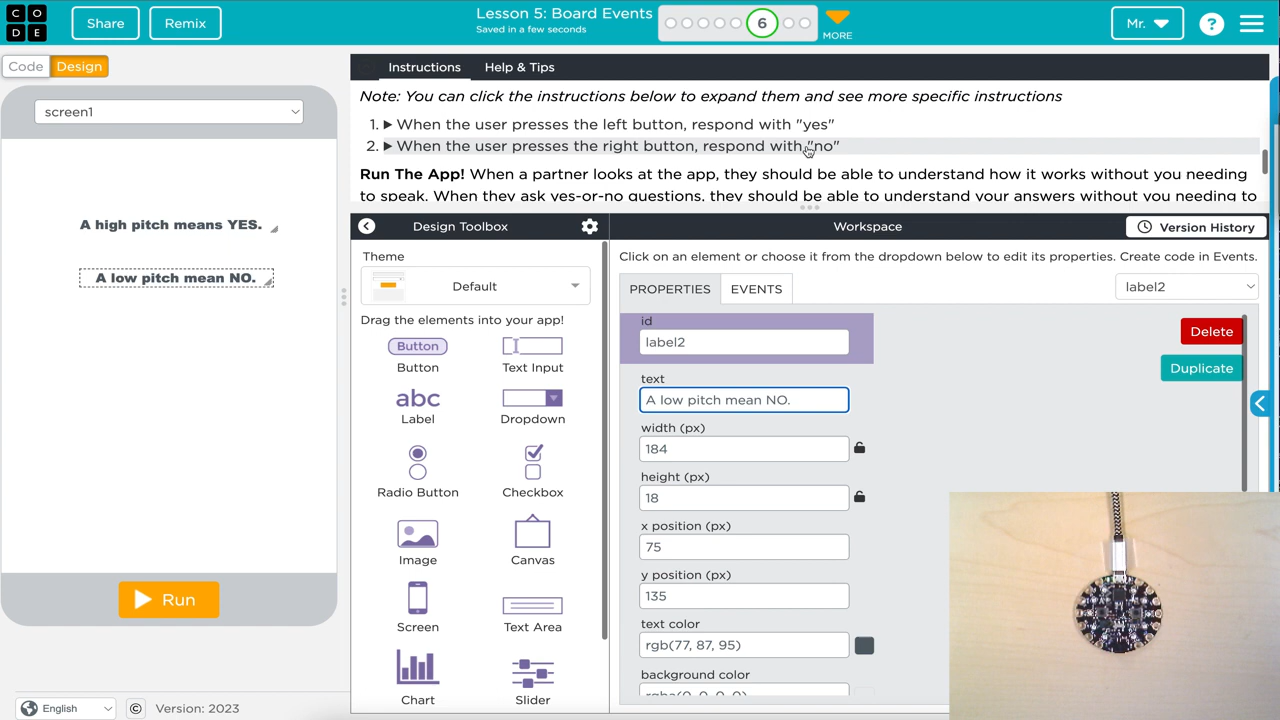 C O
D E
Share
Remix
Lesson 5: Board Events
Saved in a few seconds
6
MORE
Mr.
?
Code
Design
Instructions
Help & Tips
screen1
Note: You can click the instructions below to expand them and see more specific instructions
1. ▶ When the user presses the left button, respond with "yes"
2. ▶ When the user presses the right button, respond with "no"
Run The App! When a partner looks at the app, they should be able to understand how it works without you needing
to speak. When they ask yes-or-no questions, they should be able to understand your answers without you needing to
A high pitch means YES.
A low pitch mean NO.
Run
English
©
Version: 2023
Design Toolbox
Theme
Default
Drag the elements into your app!
Button
Button
Text Input
abc
Label
Dropdown
Radio Button
Checkbox
Image
Canvas
Screen
Text Area
Chart
Slider
Workspace
Version History
Click on an element or choose it from the dropdown below to edit its properties. Create code in Events.
PROPERTIES
EVENTS
label2
id
label2
Delete
Duplicate
text
A low pitch mean NO.
width (px)
184
height (px)
18
x position (px)
75
y position (px)
135
text color
rgb(77, 87, 95)
background color
rgba(0, 0, 0, 0)